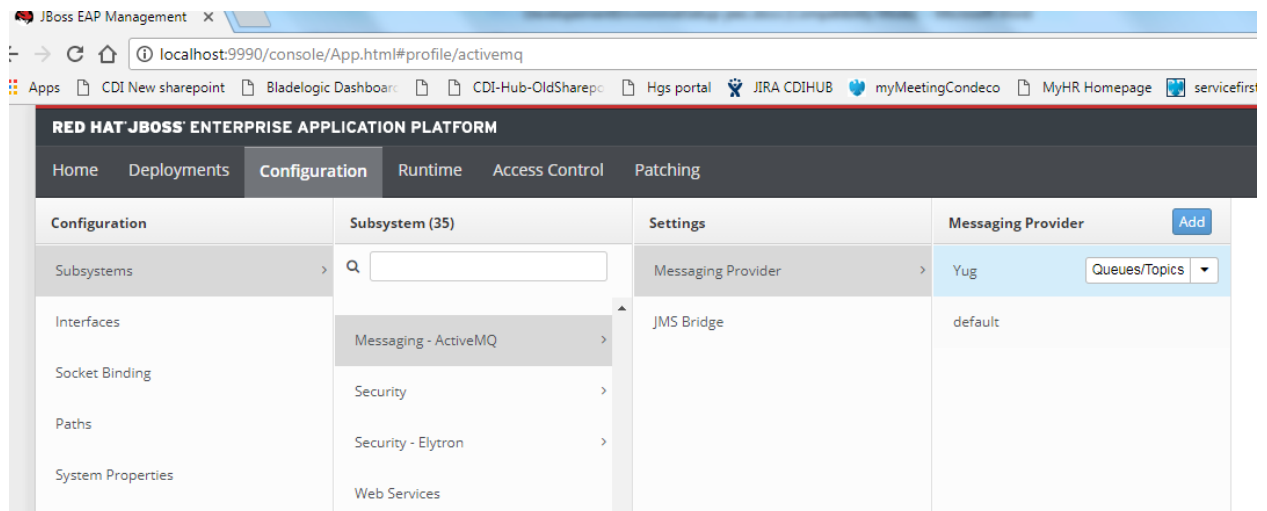 JBoss EAP Management
localhost:9990/console/App.html#profile/activemq
Apps CDI New sharepoint Bladelogic Dashboard CDI-Hub-OldSharepo Hgs portal JIRA CDIHUB myMeetingCondeco MyHR Homepage servicefirst
RED HAT JBOSS ENTERPRISE APPLICATION PLATFORM
Home Deployments Configuration Runtime Access Control Patching
Configuration Subsystem (35) Settings Messaging Provider Add
Subsystems Messaging Provider Yug Queues/Topics
Interfaces JMS Bridge default
Messaging - ActiveMQ
Socket Binding
Security
Paths
Security - Elytron
System Properties
Web Services